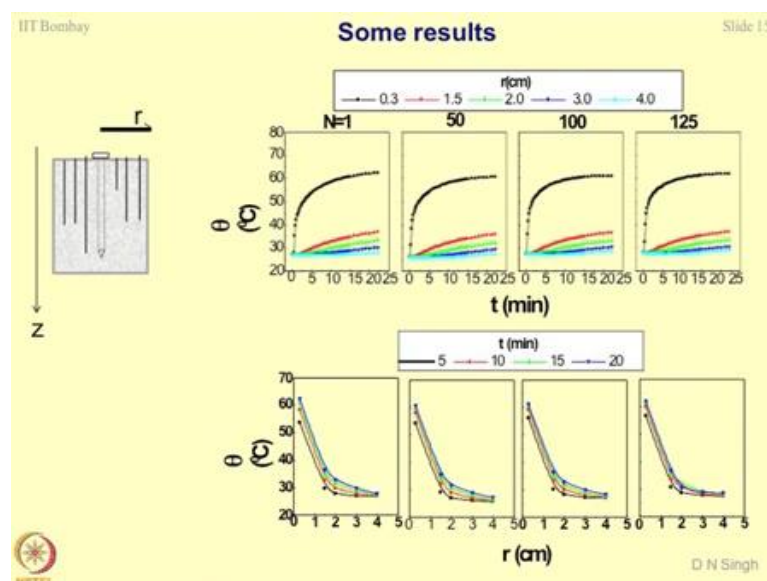 IIT Bombay
Some results
Slide 15
r
z
r(cm)
0.3 1.5 2.0 3.0 4.0
N=1 50 100 125
80
70
60
50
40
30
20
θ
(°C)
0 5 10 15 20 25 0 5 10 15 20 25 0 5 10 15 20 25 0 5 10 15 20 25
t (min)
t (min)
5 10 15 20
70
60
50
40
30
20
θ
(°C)
0 1 2 3 4 5 0 1 2 3 4 5 0 1 2 3 4 5 0 1 2 3 4 5
r (cm)
D N Singh